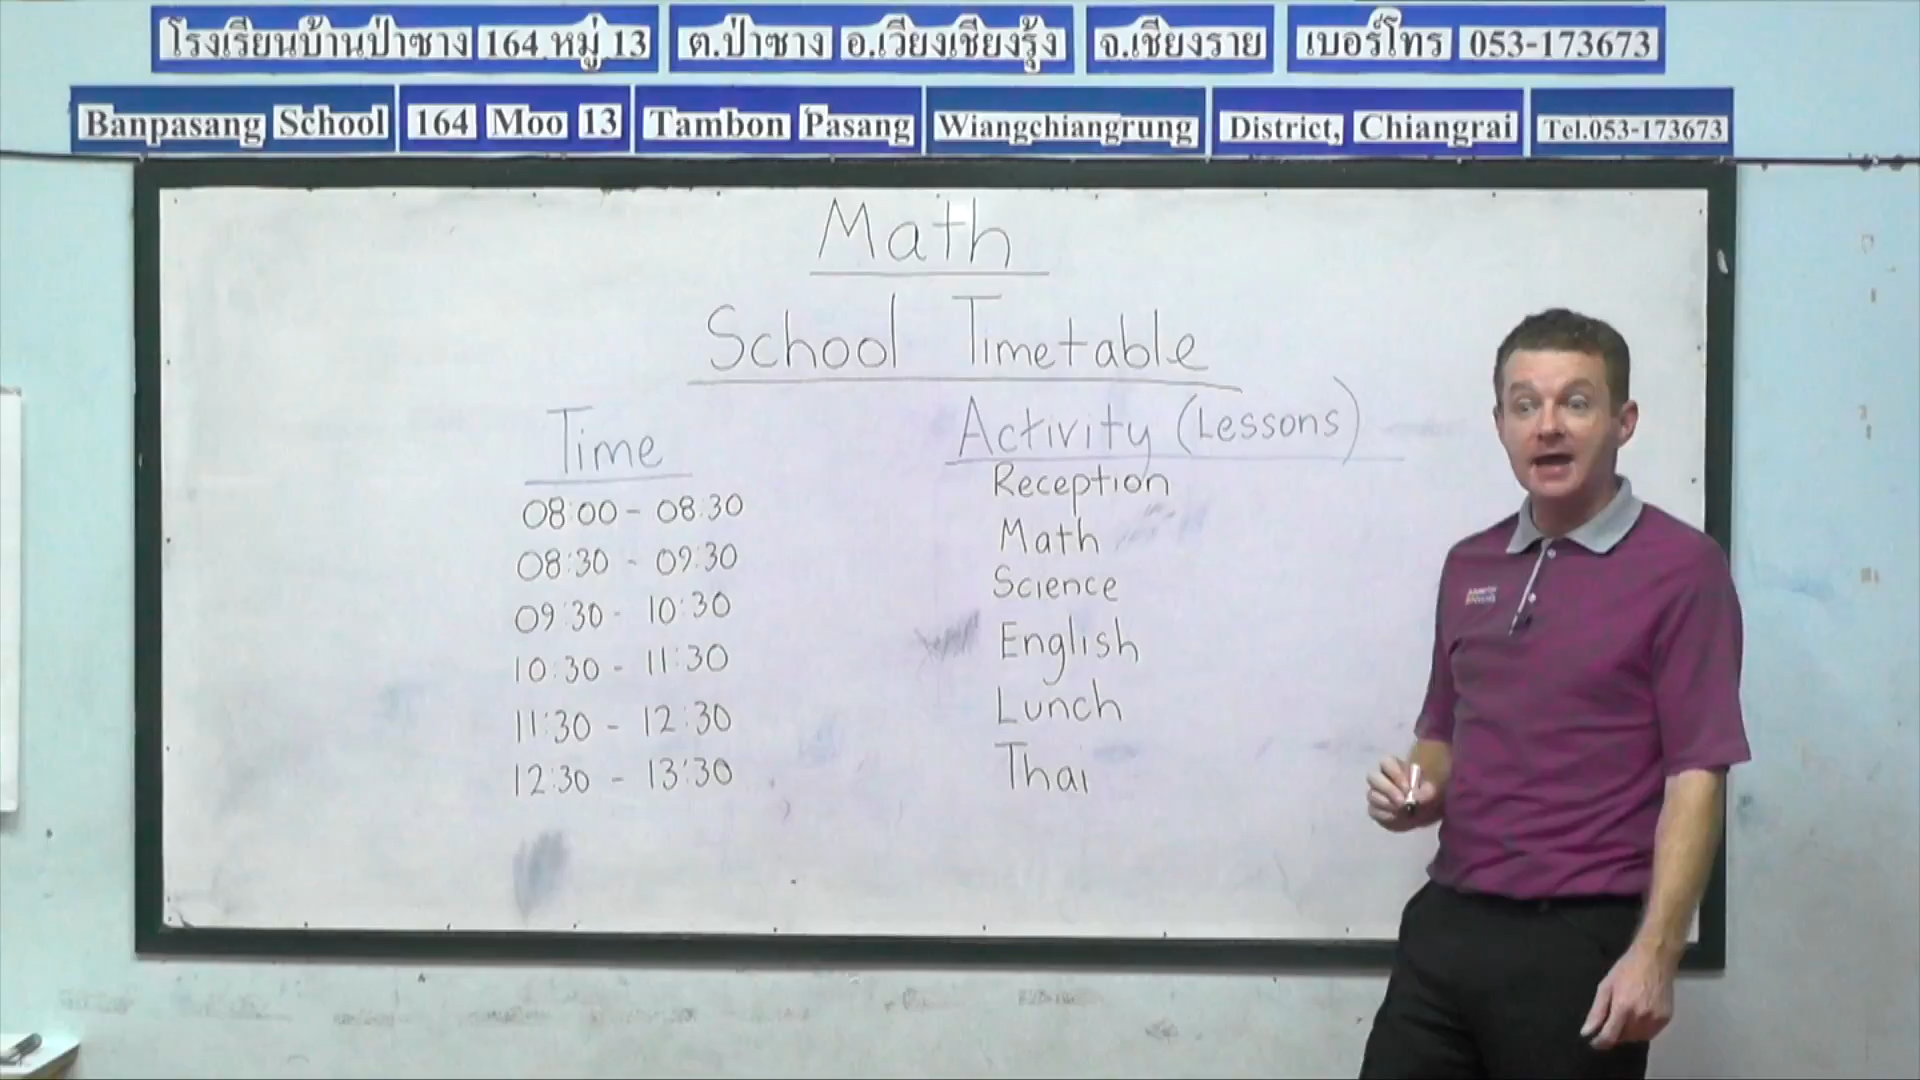 โรงเรียนบ้านป่าซาง 164 หมู่ 13 ต.ป่าซาง อ.เวียงเชียงรุ้ง จ.เชียงราย เบอร์โทร 053-173673
Banpasang School 164 Moo 13 Tambon Pasang Wiangchiangrung District, Chiangrai Tel.053-173673
Math
School Timetable
Time Activity (Lessons)
08:00 - 08:30 Reception
08:30 - 09:30 Math
09:30 - 10:30 Science
10:30 - 11:30 English
11:30 - 12:30 Lunch
12:30 - 13:30 Thai